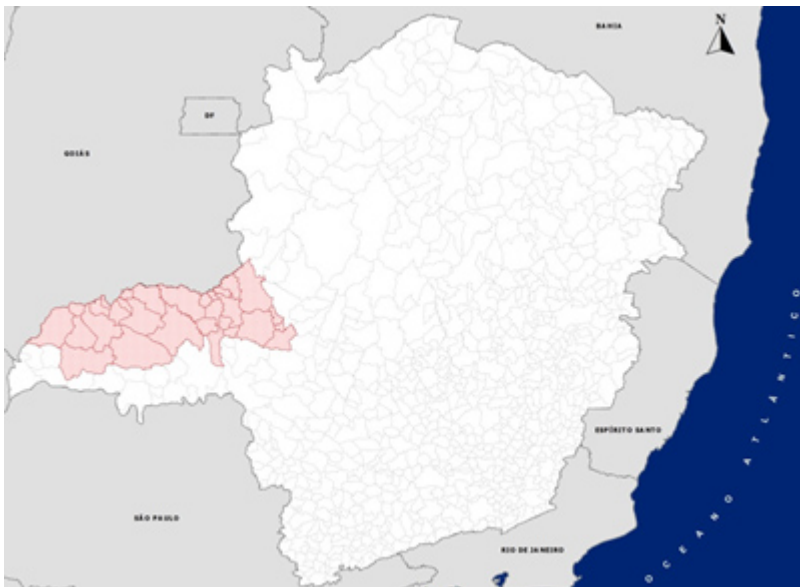 BAHIA
N
DF
GOIÁS
ESPÍRITO SANTO
SÃO PAULO
RIO DE JANEIRO
OCEANO ATLÂNTICO